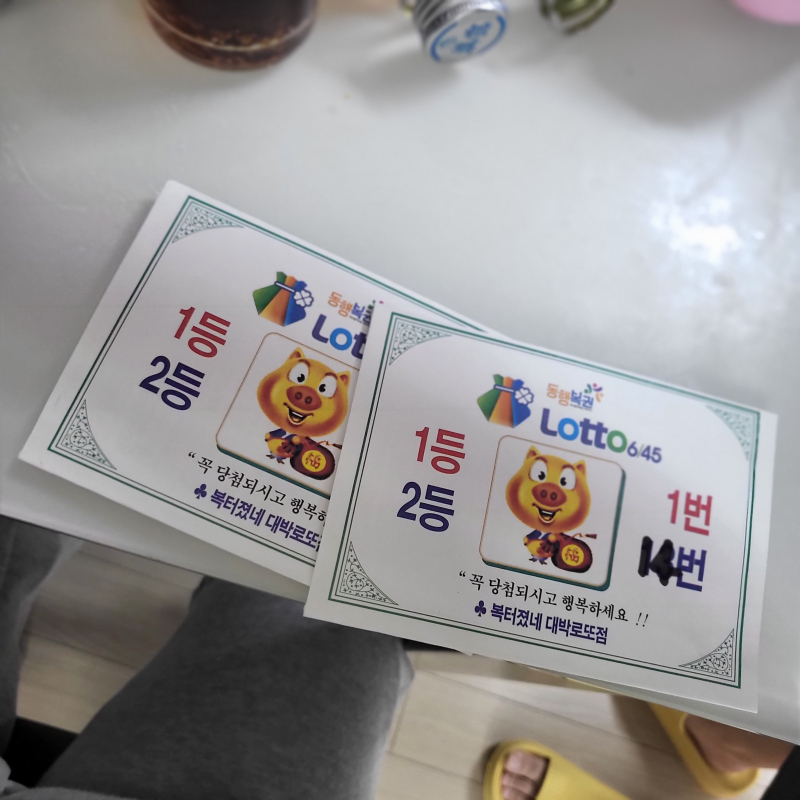 1등
2등
동행복권
Lotto
"꼭 당첨되시고 행복하
♣ 복터졌네 대박로또점
1등
2등
동행복권
Lotto 6/45
1번
번
"꼭 당첨되시고 행복하세요 !!
♣ 복터졌네 대박로또점